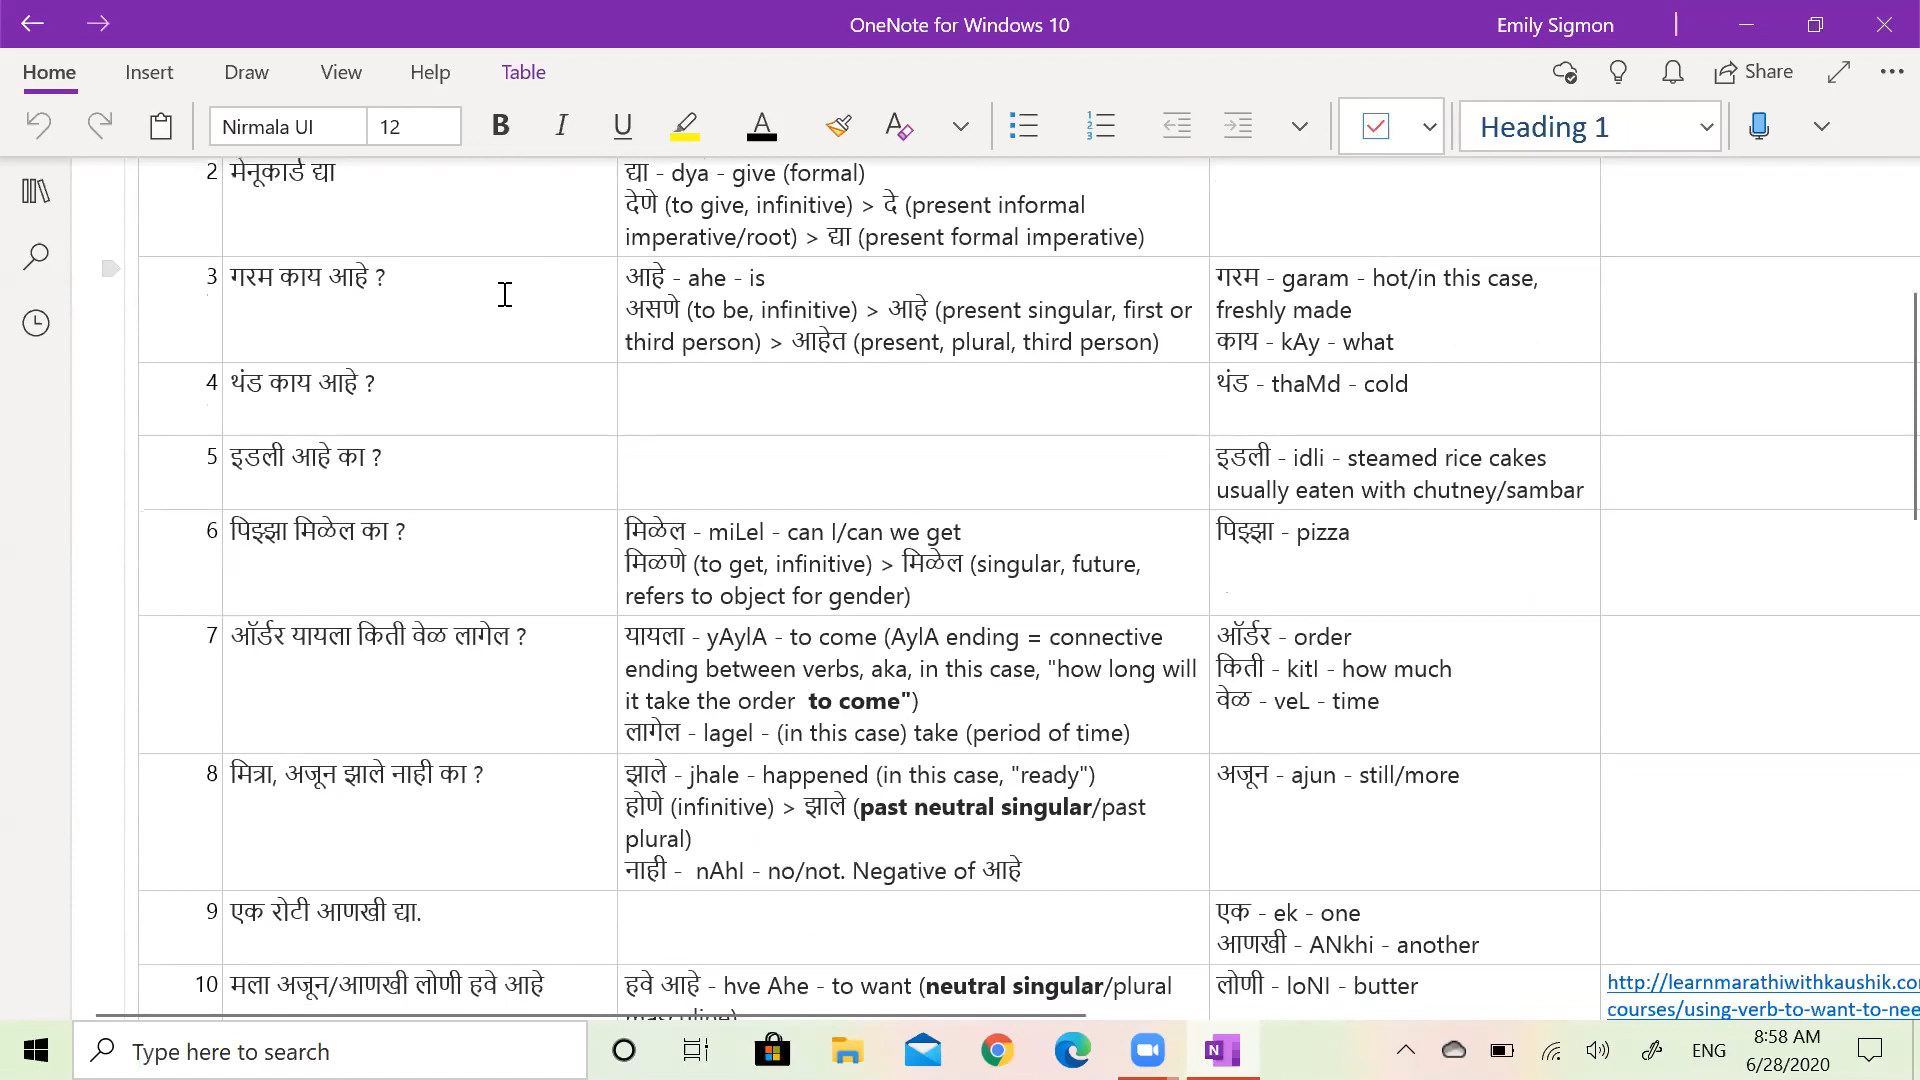 OneNote for Windows 10
Emily Sigmon
Home Insert Draw View Help Table
Share
Nirmala UI 12 B I U A A Heading 1
2 मेनूकार्ड द्या
द्या - dya - give (formal)
देणे (to give, infinitive) > दे (present informal
imperative/root) > द्या (present formal imperative)
3 गरम काय आहे ?
आहे - ahe - is
असणे (to be, infinitive) > आहे (present singular, first or
third person) > आहेत (present, plural, third person)
गरम - garam - hot/in this case,
freshly made
काय - kAy - what
4 थंड काय आहे ?
थंड - thaMd - cold
5 इडली आहे का ?
इडली - idli - steamed rice cakes
usually eaten with chutney/sambar
6 पिझ्झा मिळेल का ?
मिळेल - miLel - can I/can we get
मिळणे (to get, infinitive) > मिळेल (singular, future,
refers to object for gender)
पिझ्झा - pizza
7 ऑर्डर यायला किती वेळ लागेल ?
यायला - yAylA - to come (AylA ending = connective
ending between verbs, aka, in this case, "how long will
it take the order to come")
लागेल - lagel - (in this case) take (period of time)
ऑर्डर - order
किती - kitI - how much
वेळ - veL - time
8 मित्रा, अजून झाले नाही का ?
झाले - jhale - happened (in this case, "ready")
होणे (infinitive) > झाले (past neutral singular/past
plural)
नाही - nAhI - no/not. Negative of आहे
अजून - ajun - still/more
9 एक रोटी आणखी द्या.
एक - ek - one
आणखी - ANkhi - another
10 मला अजून/आणखी लोणी हवे आहे
हवे आहे - hve Ahe - to want (neutral singular/plural
लोणी - loNI - butter
http://learnmarathiwithkaushik.co
courses/using-verb-to-want-to-nee
Type here to search
ENG
8:58 AM
6/28/2020